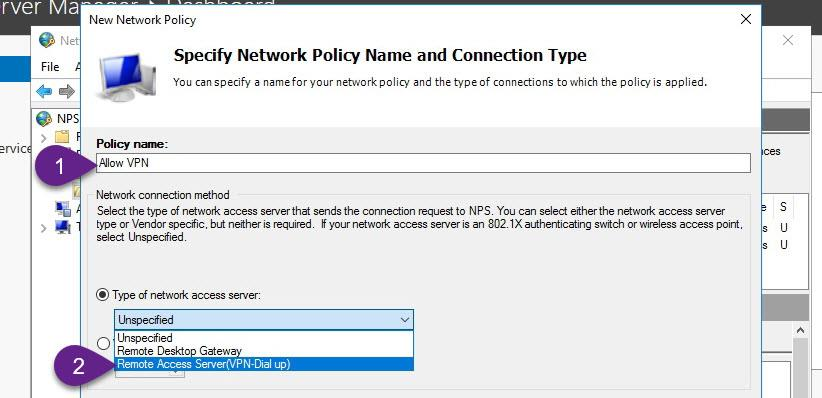 New Network Policy
Specify Network Policy Name and Connection Type
You can specify a name for your network policy and the type of connections to which the policy is applied.
File
NPS
Policy name:
1
Allow VPN
Network connection method
Select the type of network access server that sends the connection request to NPS. You can select either the network access server
type or Vendor specific, but neither is required. If your network access server is an 802.1X authenticating switch or wireless access point,
select Unspecified.
S
U
U
Type of network access server:
Unspecified
Unspecified
Remote Desktop Gateway
2
Remote Access Server(VPN-Dial up)